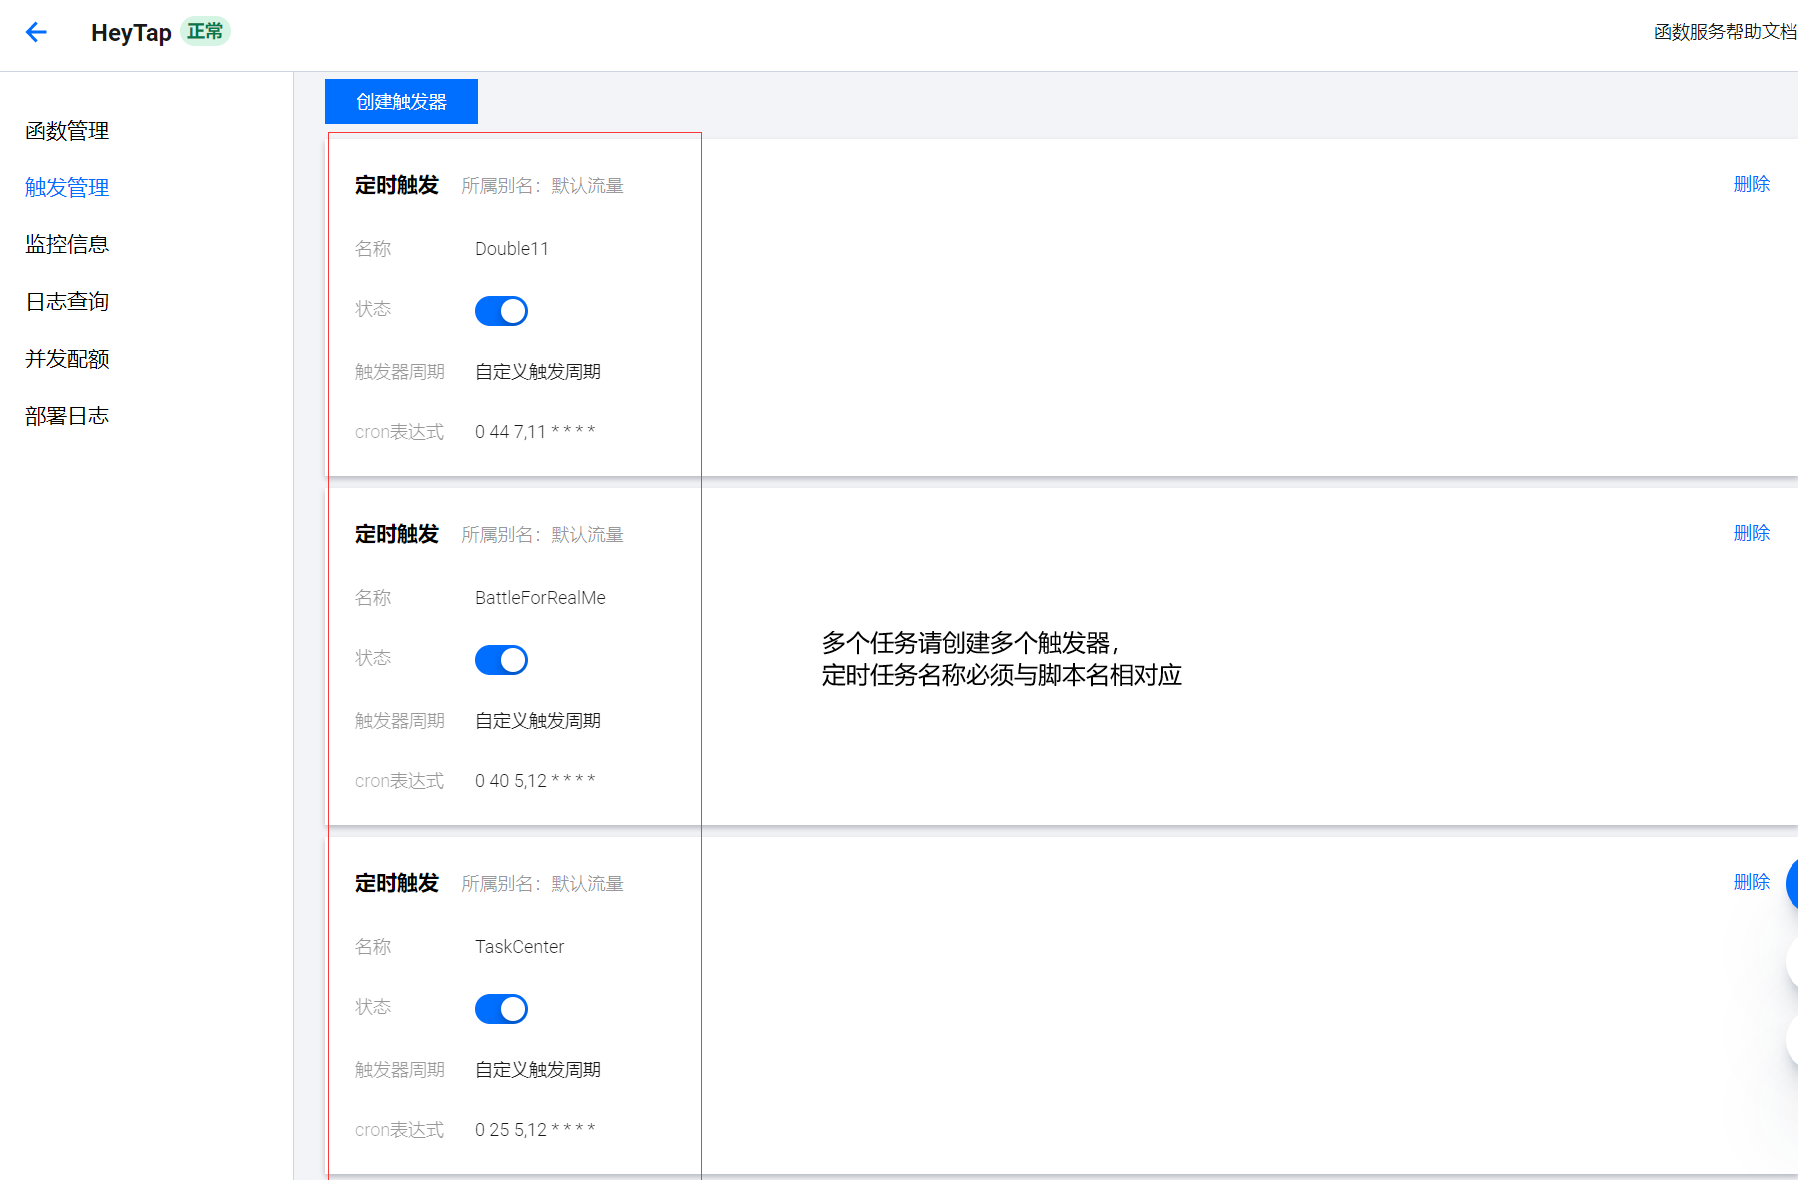 HeyTap 正常
函数服务帮助文档
函数管理
触发管理
监控信息
日志查询
并发配额
部署日志
创建触发器
定时触发 所属别名：默认流量
删除
名称 Double11
状态
触发器周期 自定义触发周期
cron表达式 0 44 7,11 * * * *
定时触发 所属别名：默认流量
删除
名称 BattleForRealMe
状态
触发器周期 自定义触发周期
cron表达式 0 40 5,12 * * * *
多个任务请创建多个触发器，
定时任务名称必须与脚本名相对应
定时触发 所属别名：默认流量
删除
名称 TaskCenter
状态
触发器周期 自定义触发周期
cron表达式 0 25 5,12 * * * *